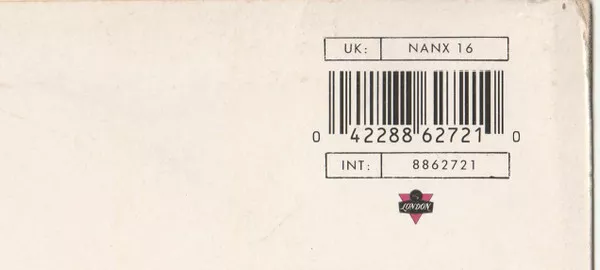 UK: NANX 16
0 42288 62721 0
INT: 8862721
LONDON